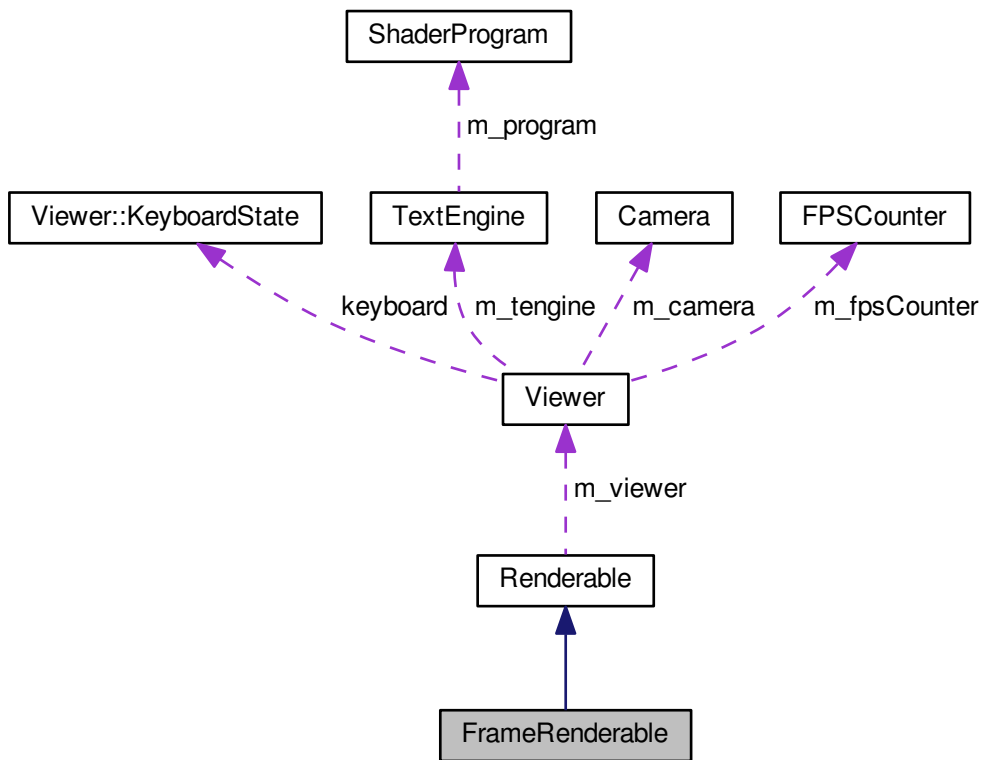 ShaderProgram
m_program
Viewer::KeyboardState
TextEngine
Camera
FPSCounter
keyboard
m_tengine
m_camera
m_fpsCounter
Viewer
m_viewer
Renderable
FrameRenderable